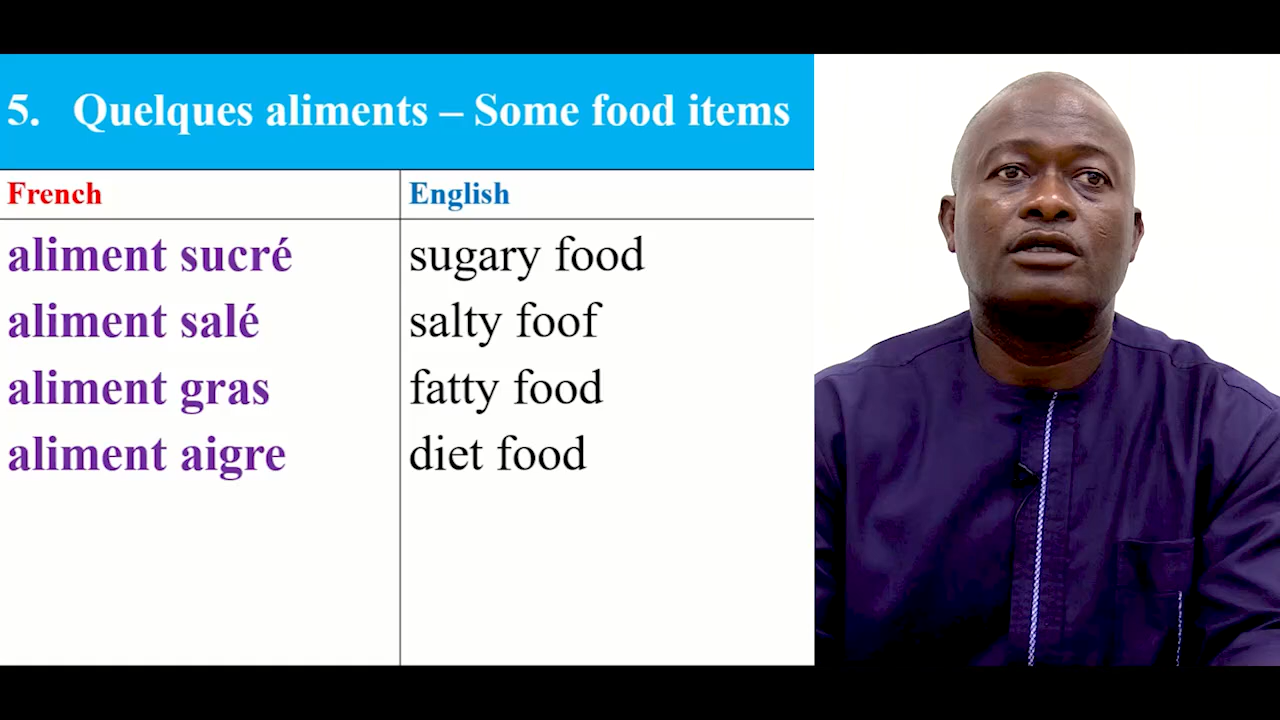 5. Quelques aliments – Some food items
French English
aliment sucré sugary food
aliment salé salty foof
aliment gras fatty food
aliment aigre diet food